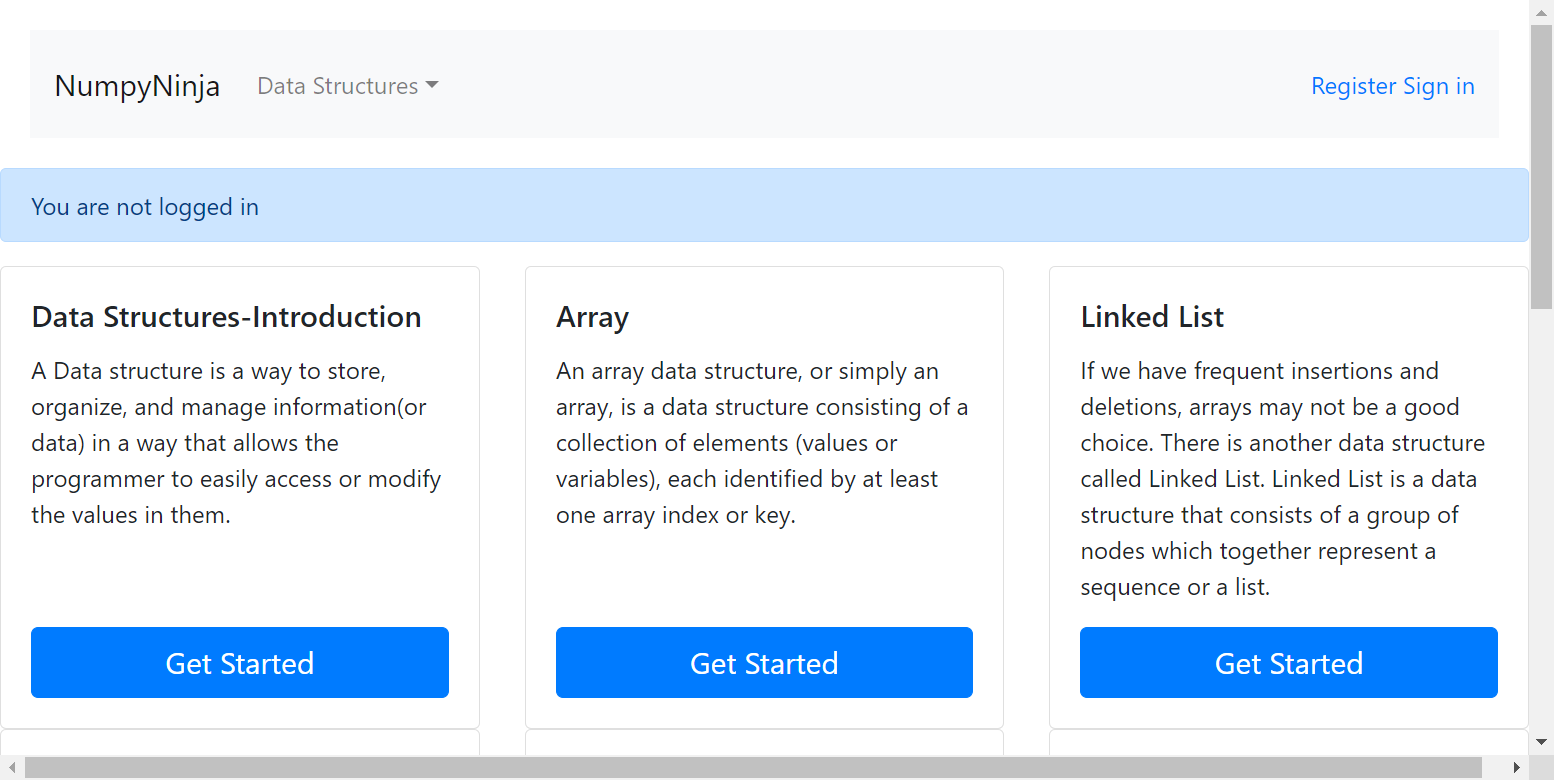 NumpyNinja Data Structures Register Sign in
You are not logged in
Data Structures-Introduction
A Data structure is a way to store,
organize, and manage information(or
data) in a way that allows the
programmer to easily access or modify
the values in them.
Get Started
Array
An array data structure, or simply an
array, is a data structure consisting of a
collection of elements (values or
variables), each identified by at least
one array index or key.
Get Started
Linked List
If we have frequent insertions and
deletions, arrays may not be a good
choice. There is another data structure
called Linked List. Linked List is a data
structure that consists of a group of
nodes which together represent a
sequence or a list.
Get Started